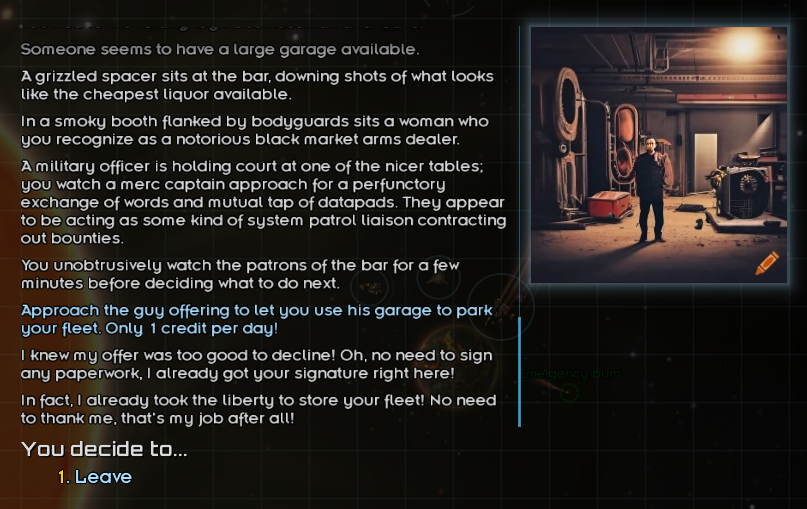 Someone seems to have a large garage available.
A grizzled spacer sits at the bar, downing shots of what looks
like the cheapest liquor available.
In a smoky booth flanked by bodyguards sits a woman who
you recognize as a notorious black market arms dealer.
A military officer is holding court at one of the nicer tables;
you watch a merc captain approach for a perfunctory
exchange of words and mutual tap of datapads. They appear
to be acting as some kind of system patrol liaison contracting
out bounties.
You unobtrusively watch the patrons of the bar for a few
minutes before deciding what to do next.
Approach the guy offering to let you use his garage to park
your fleet. Only 1 credit per day!
I knew my offer was too good to decline! Oh, no need to sign
any paperwork, I already got your signature right here!
In fact, I already took the liberty to store your fleet! No need
to thank me, that's my job after all!
You decide to...
1. Leave
Emergency burn